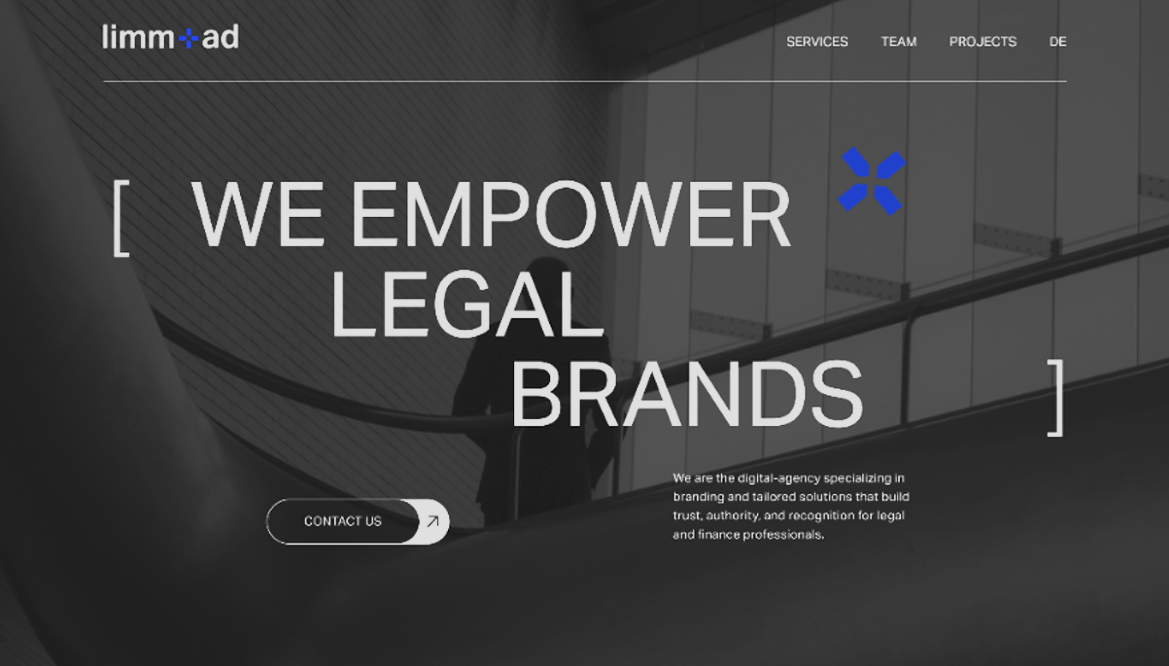 limm ad
SERVICES TEAM PROJECTS DE
[ WE EMPOWER
LEGAL
BRANDS ]
We are the digital-agency specializing in
branding and tailored solutions that build
trust, authority, and recognition for legal
and finance professionals.
CONTACT US